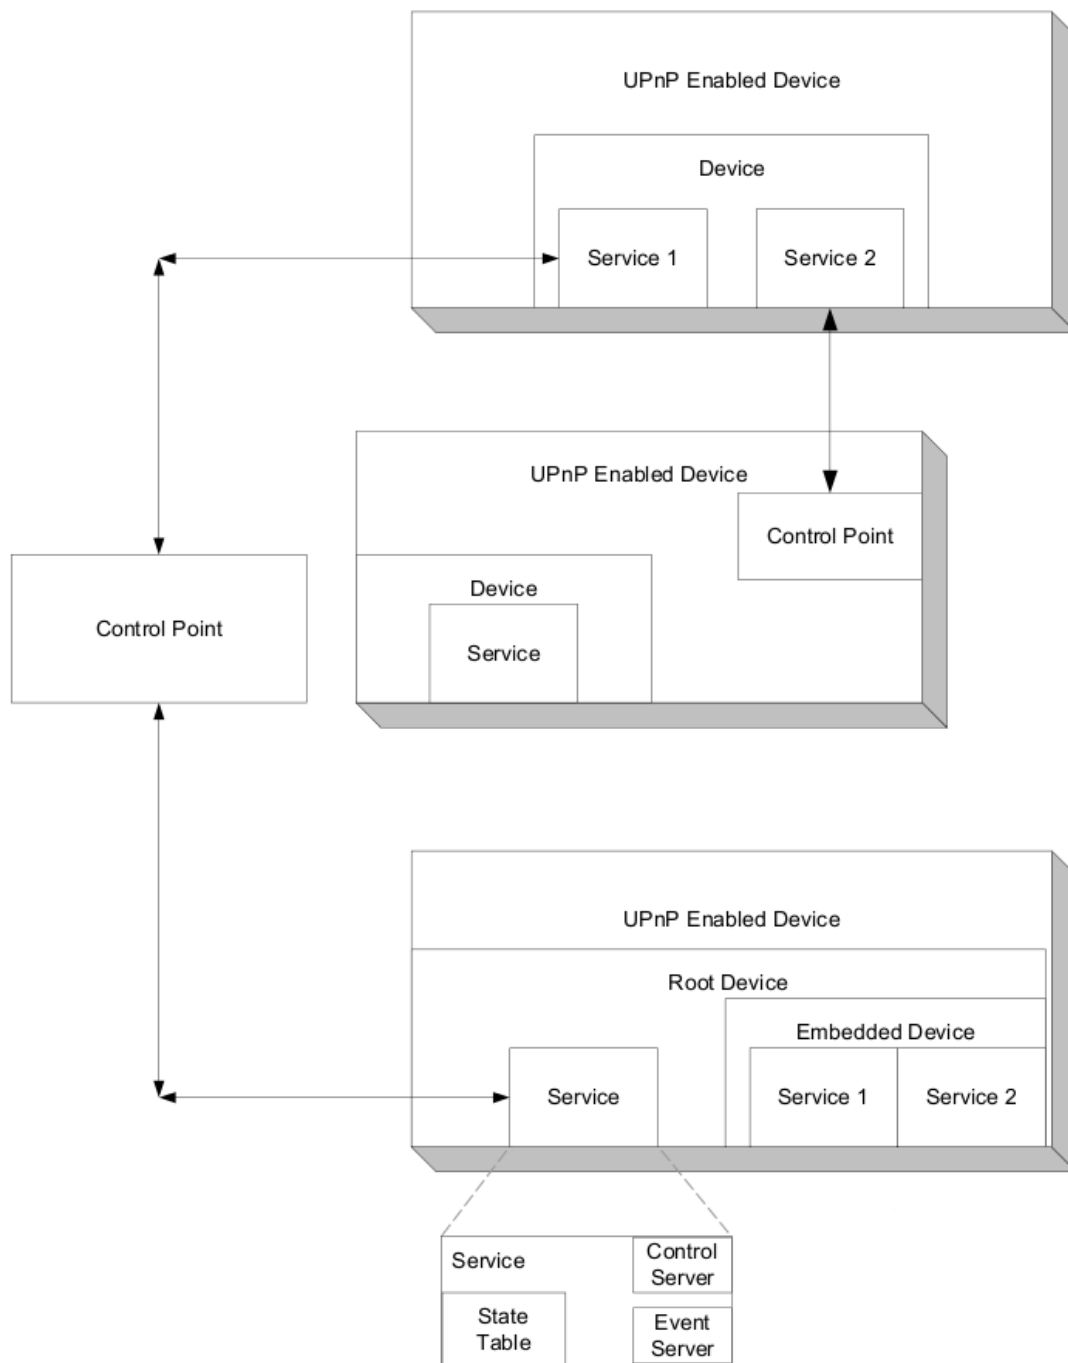 UPnP Enabled Device
Device
Service 1
Service 2
UPnP Enabled Device
Control Point
Device
Service
Control Point
UPnP Enabled Device
Root Device
Embedded Device
Service
Service 1
Service 2
Service
Control
Server
State
Table
Event
Server